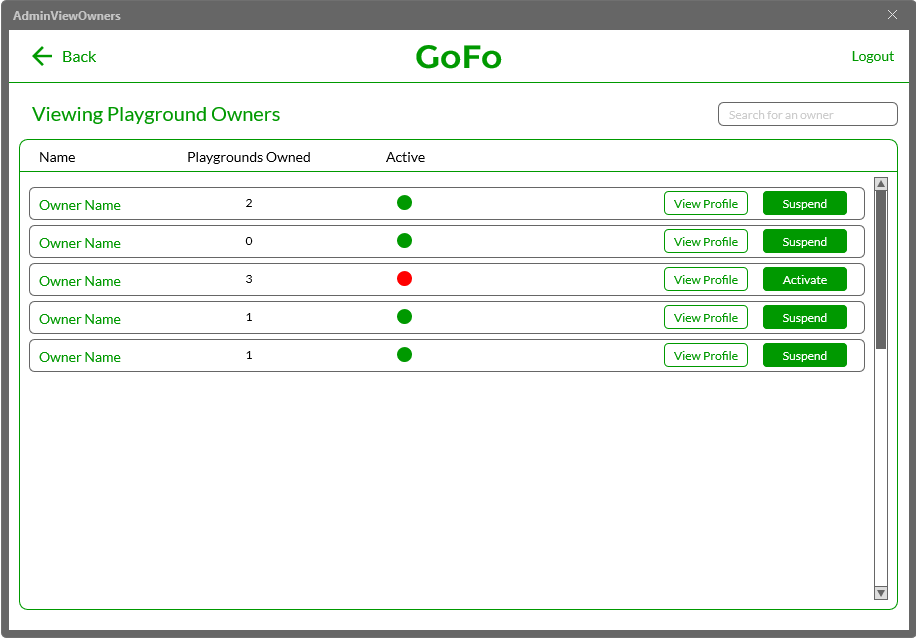 AdminViewOwners
Back GoFo Logout
Viewing Playground Owners Search for an owner
Name Playgrounds Owned Active
Owner Name 2 View Profile Suspend
Owner Name 0 View Profile Suspend
Owner Name 3 View Profile Activate
Owner Name 1 View Profile Suspend
Owner Name 1 View Profile Suspend